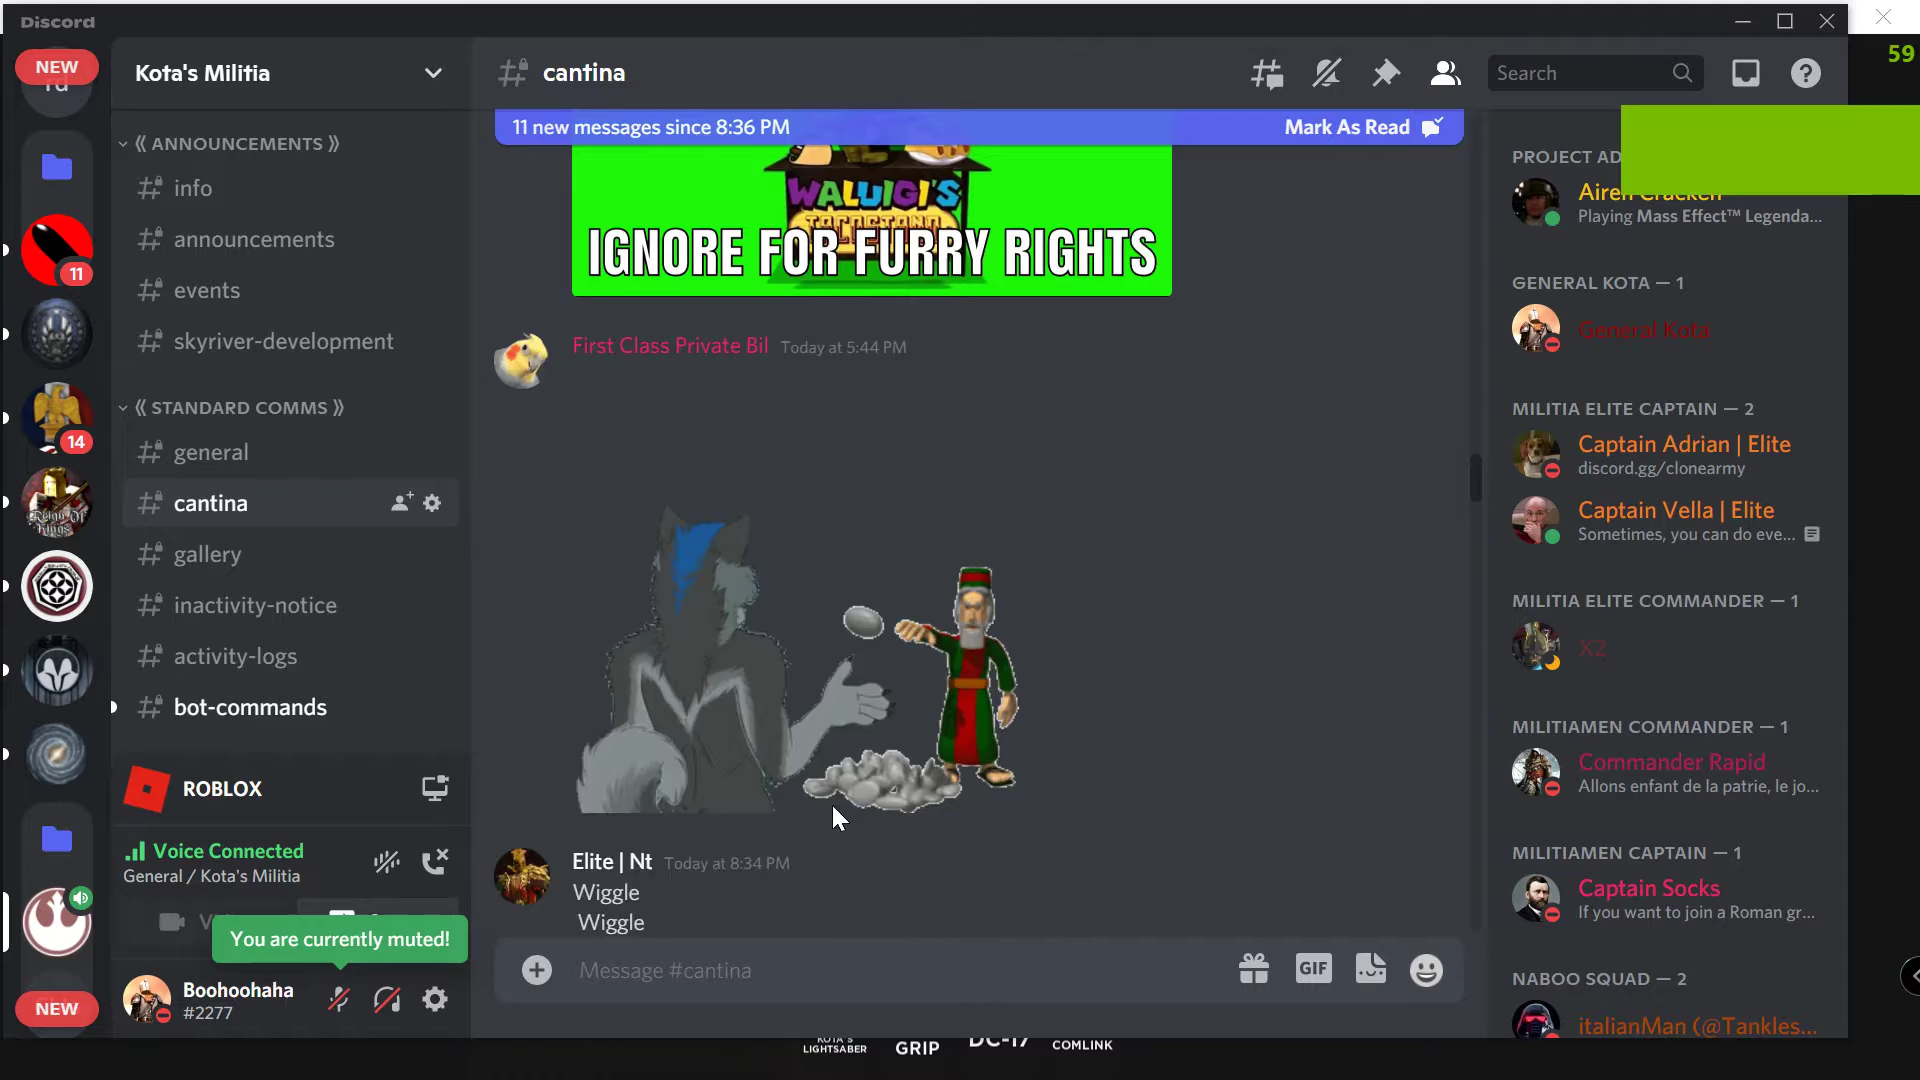 Discord
59
NEW
Kota's Militia
cantina
Search
11 new messages since 8:36 PM
Mark As Read
⟪ ANNOUNCEMENTS ⟫
info
announcements
events
skyriver-development
⟪ STANDARD COMMS ⟫
general
cantina
gallery
inactivity-notice
activity-logs
bot-commands
11
14
ROBLOX
Voice Connected
General / Kota's Militia
You are currently muted!
Boohoohaha
#2277
NEW
WALUIGI'S
TACOSTAND
IGNORE FOR FURRY RIGHTS
First Class Private Bil
Today at 5:44 PM
Elite | Nt
Today at 8:34 PM
Wiggle
Wiggle
Message #cantina
GIF
PROJECT AD
Airen Cracken
Playing Mass Effect™ Legenda...
GENERAL KOTA — 1
General Kota
MILITIA ELITE CAPTAIN — 2
Captain Adrian | Elite
discord.gg/clonearmy
Captain Vella | Elite
Sometimes, you can do eve...
MILITIA ELITE COMMANDER — 1
X2
MILITIAMEN COMMANDER — 1
Commander Rapid
Allons enfant de la patrie, le jo...
MILITIAMEN CAPTAIN — 1
Captain Socks
If you want to join a Roman gr...
NABOO SQUAD — 2
italianMan (@Tankles...
KOTA'S
LIGHTSABER
GRIP
DC-17
COMLINK